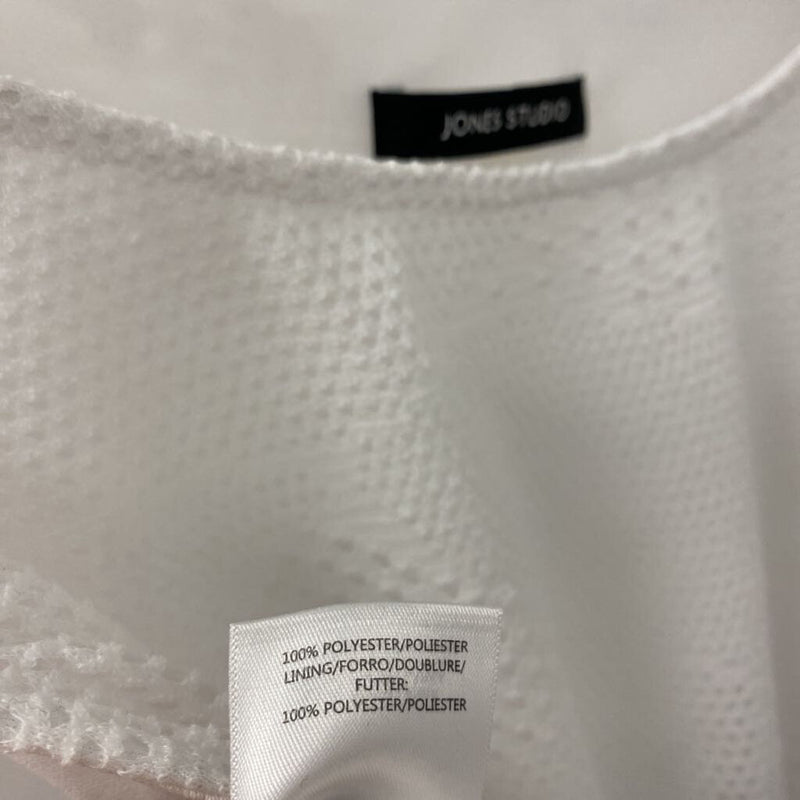 JONES STUDIO
100% POLYESTER/POLIESTER
LINING/FORRO/DOUBLURE/
FUTTER:
100% POLYESTER/POLIESTER